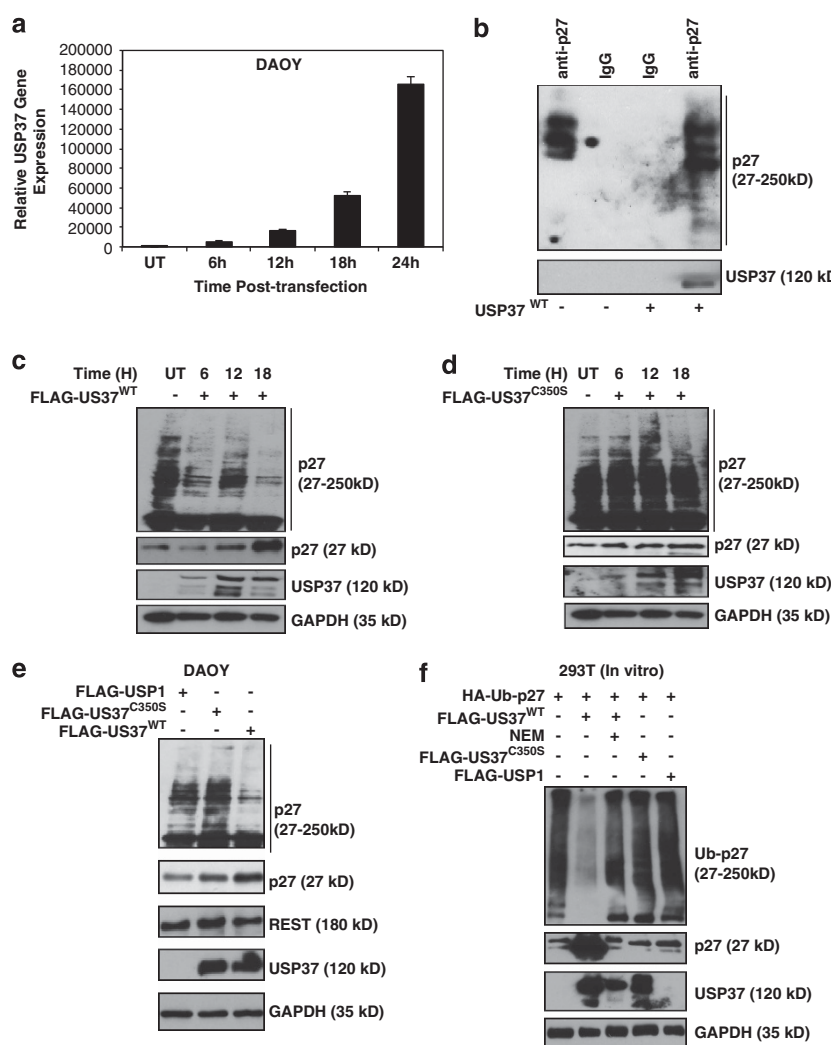 a
DAOY
Relative USP37 Gene Expression
200000
180000
160000
140000
120000
100000
80000
60000
40000
20000
0
UT 6h 12h 18h 24h
Time Post-transfection
b
anti-p27 IgG IgG anti-p27
p27
(27-250kD)
USP37 (120 kD
USP37 WT - - + +
c
Time (H) UT 6 12 18
FLAG-US37WT - + + +
p27
(27-250kD)
p27 (27 kD)
USP37 (120 kD)
GAPDH (35 kD)
d
Time (H) UT 6 12 18
FLAG-US37C350S - + + +
p27
(27-250kD)
p27 (27 kD)
USP37 (120 kD)
GAPDH (35 kD)
e
DAOY
FLAG-USP1 + - -
FLAG-US37C350S - + -
FLAG-US37WT - - +
p27
(27-250kD)
p27 (27 kD)
REST (180 kD)
USP37 (120 kD)
GAPDH (35 kD)
f
293T (In vitro)
HA-Ub-p27 + + + + +
FLAG-US37WT - + + - -
NEM - - + - -
FLAG-US37C350S - - - + -
FLAG-USP1 - - - - +
Ub-p27
(27-250kD)
p27 (27 kD)
USP37 (120 kD)
GAPDH (35 kD)